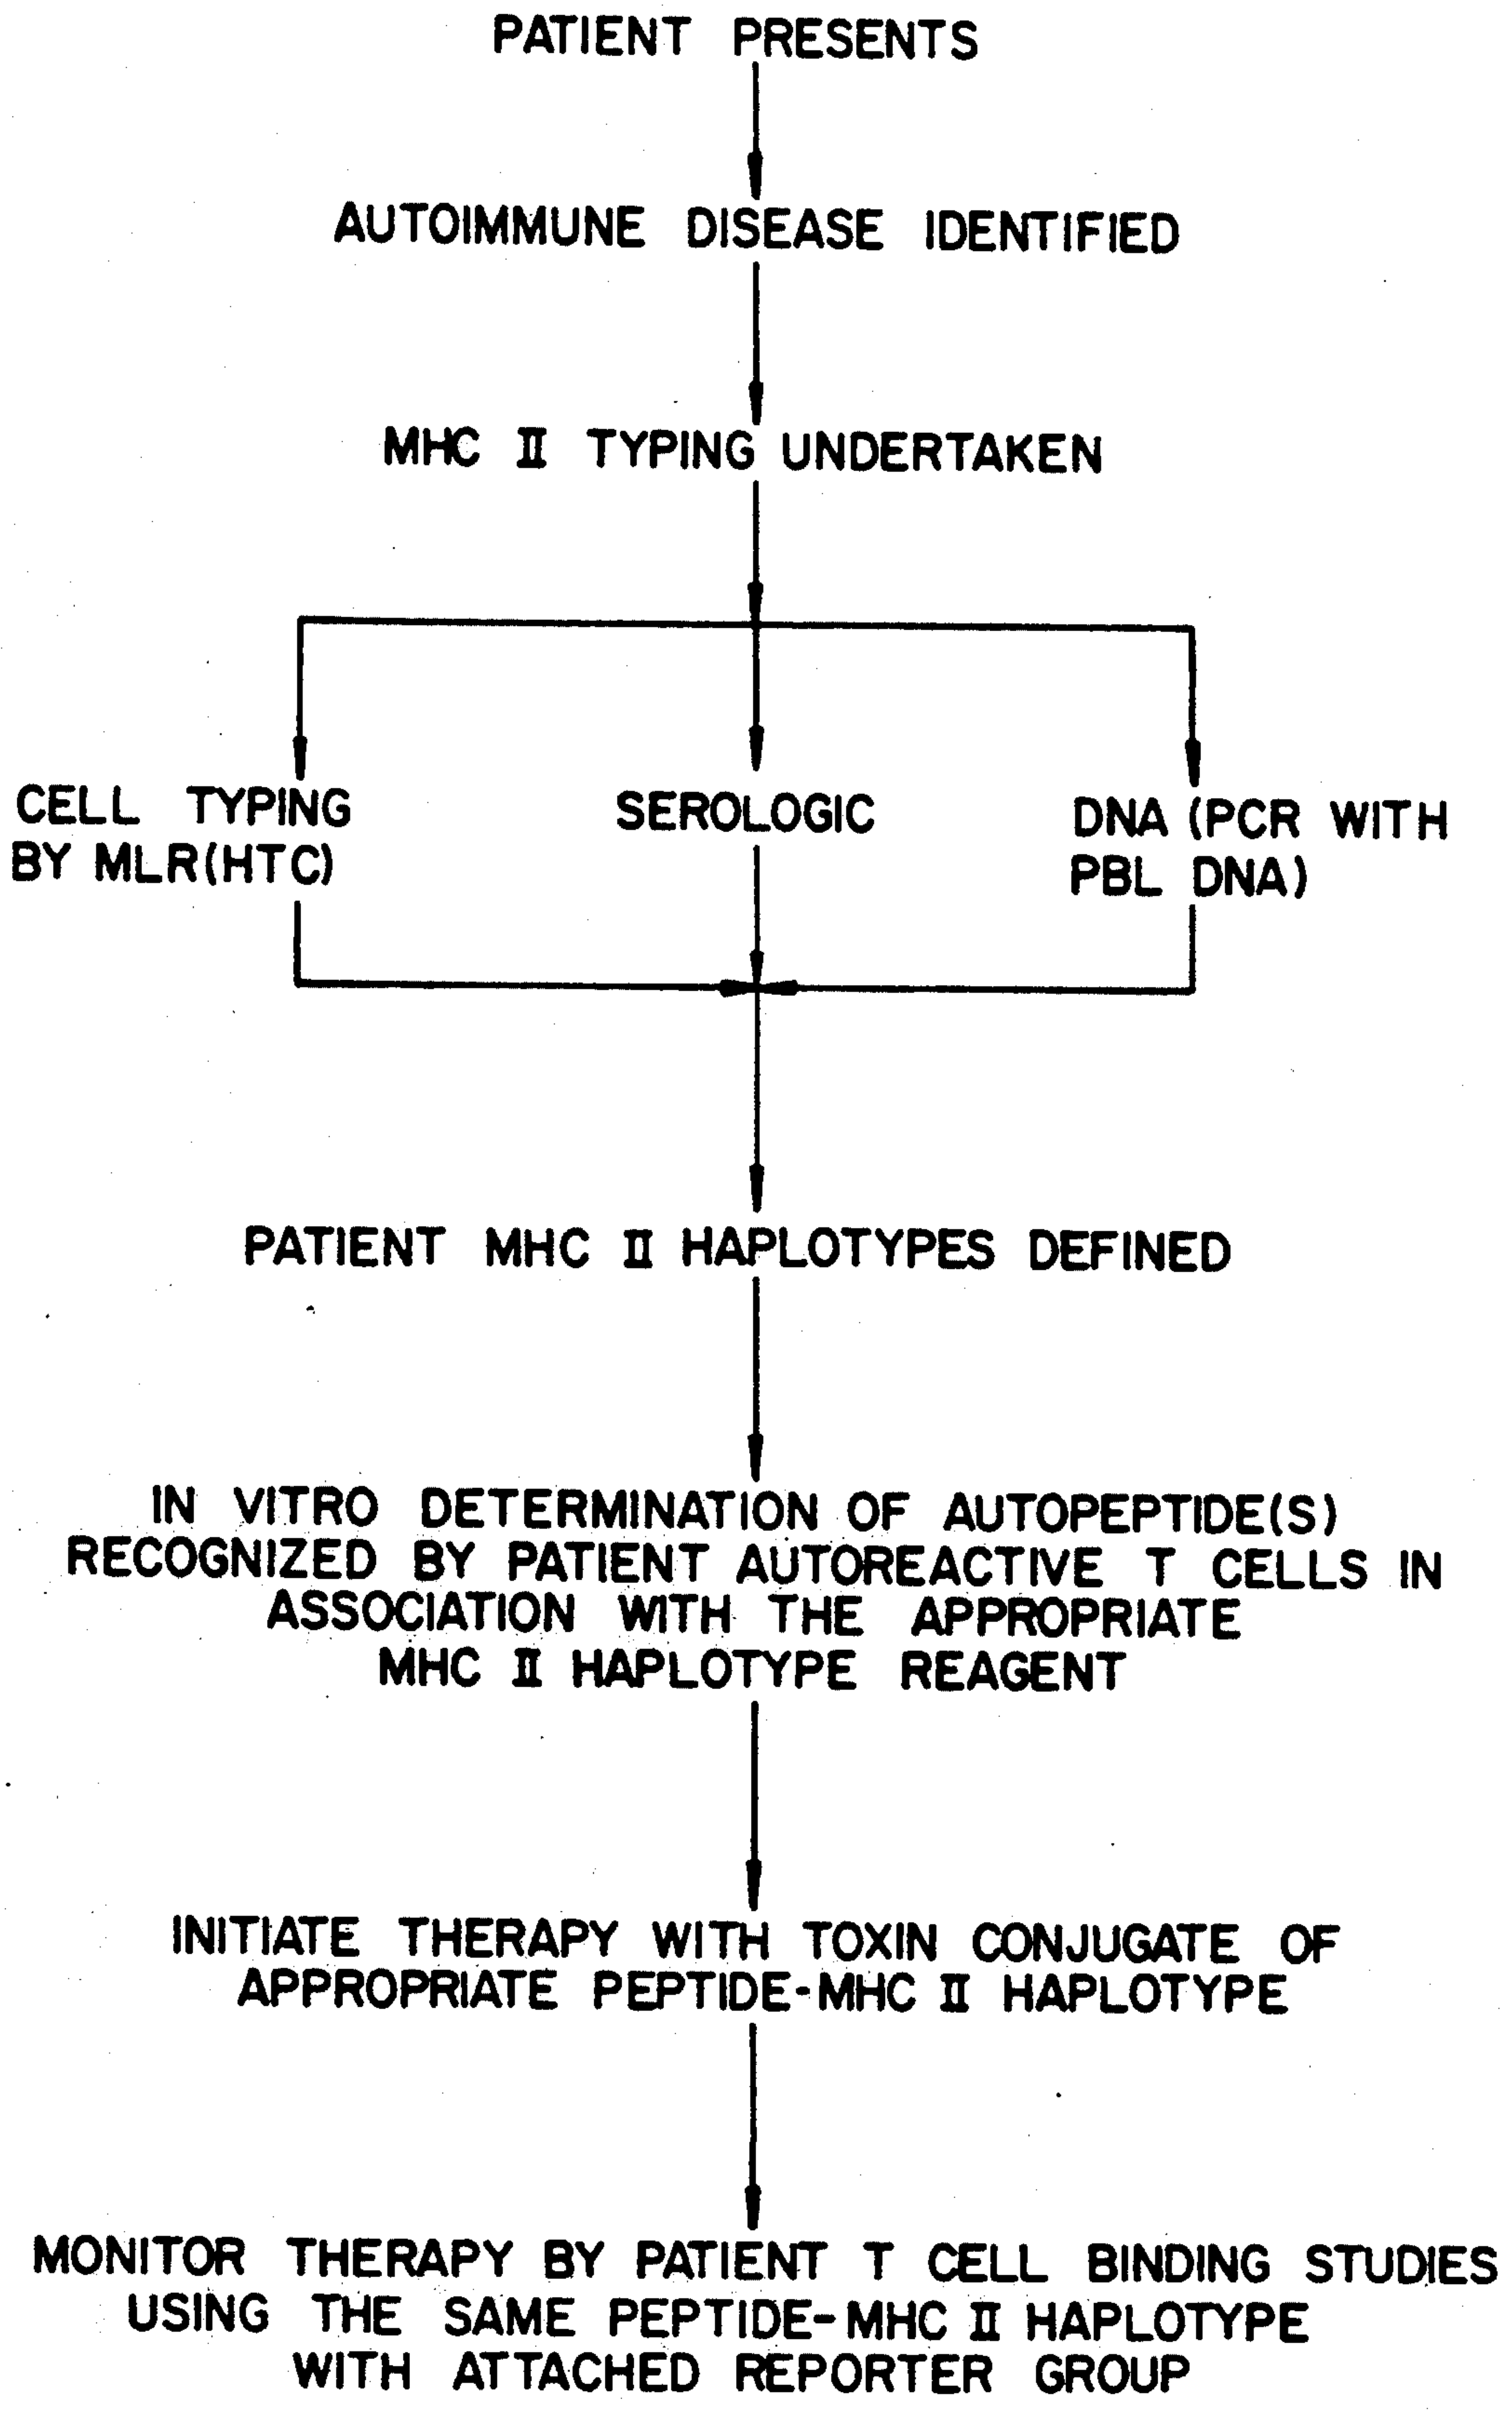 PATIENT PRESENTS
AUTOIMMUNE DISEASE IDENTIFIED
MHC II TYPING UNDERTAKEN
CELL TYPING
BY MLR(HTC)
SEROLOGIC
DNA (PCR WITH
PBL DNA)
PATIENT MHC II HAPLOTYPES DEFINED
IN VITRO DETERMINATION OF AUTOPEPTIDE(S)
RECOGNIZED BY PATIENT AUTOREACTIVE T CELLS IN
ASSOCIATION WITH THE APPROPRIATE
MHC II HAPLOTYPE REAGENT
INITIATE THERAPY WITH TOXIN CONJUGATE OF
APPROPRIATE PEPTIDE-MHC II HAPLOTYPE
MONITOR THERAPY BY PATIENT T CELL BINDING STUDIES
USING THE SAME PEPTIDE-MHC II HAPLOTYPE
WITH ATTACHED REPORTER GROUP